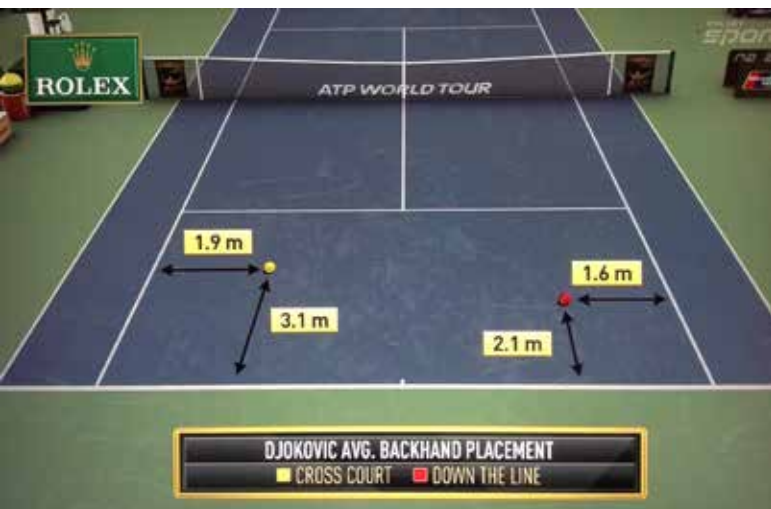 ROLEX
ATP WORLD TOUR
1.9 m
1.6 m
3.1 m
2.1 m
DJOKOVIC AVG. BACKHAND PLACEMENT
CROSS COURT DOWN THE LINE